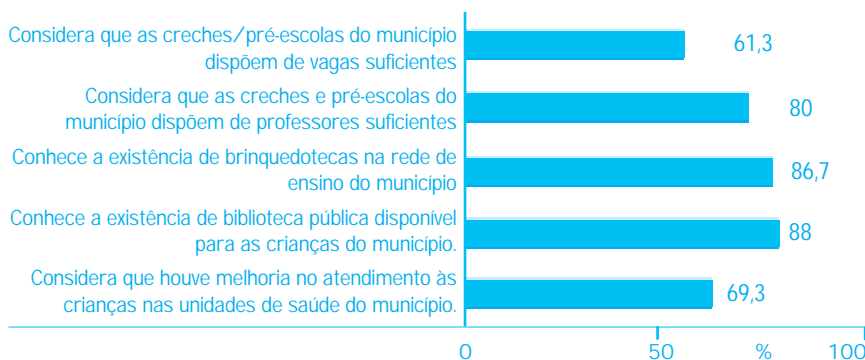 Considera que as creches/pré-escolas do município
dispõem de vagas suficientes
61,3
Considera que as creches e pré-escolas do
município dispõem de professores suficientes
80
Conhece a existência de brinquedotecas na rede de
ensino do município
86,7
Conhece a existência de biblioteca pública disponível
para as crianças do município.
88
Considera que houve melhoria no atendimento às
crianças nas unidades de saúde do município.
69,3
0 50 % 100